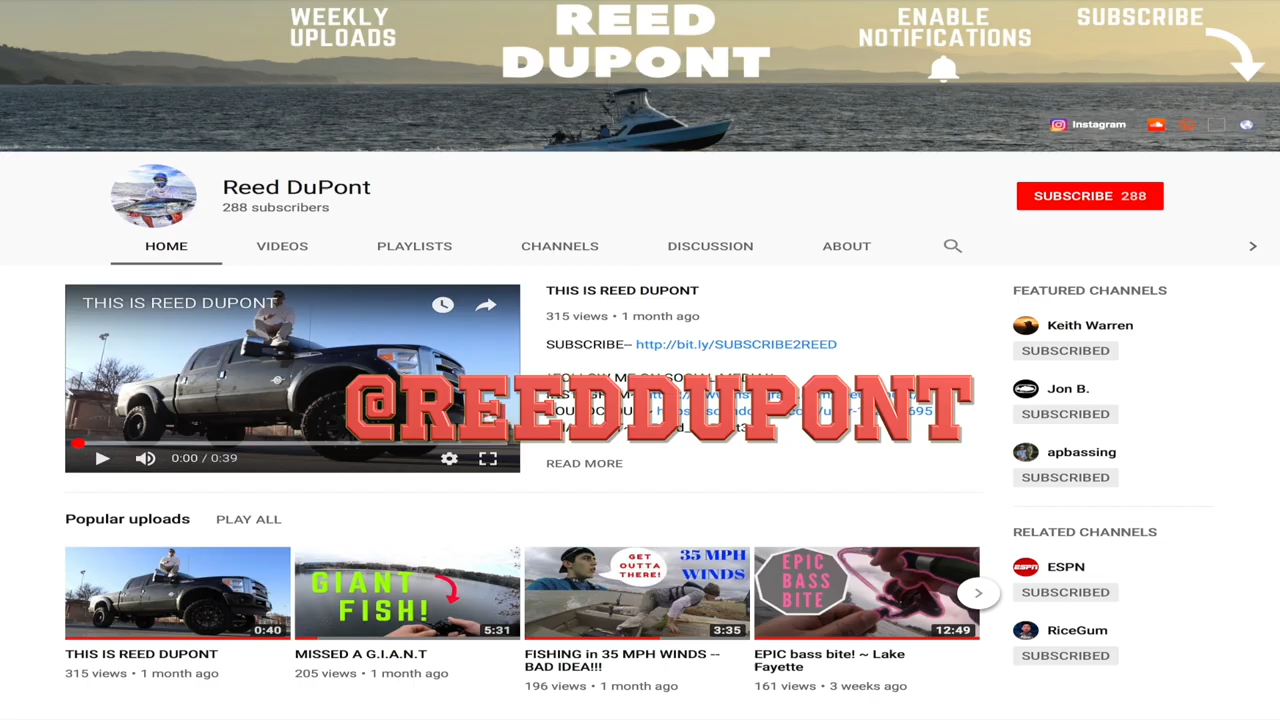 WEEKLY
UPLOADS
REED
DUPONT
ENABLE
NOTIFICATIONS
SUBSCRIBE
Instagram
Reed DuPont
288 subscribers
SUBSCRIBE 288
HOME VIDEOS PLAYLISTS CHANNELS DISCUSSION ABOUT
THIS IS REED DUPONT
0:00 / 0:39
THIS IS REED DUPONT
315 views • 1 month ago
SUBSCRIBE-- http://bit.ly/SUBSCRIBE2REED
@REEDDUPONT
READ MORE
FEATURED CHANNELS
Keith Warren
SUBSCRIBED
Jon B.
SUBSCRIBED
apbassing
SUBSCRIBED
RELATED CHANNELS
ESPN
SUBSCRIBED
RiceGum
SUBSCRIBED
Popular uploads PLAY ALL
0:40
THIS IS REED DUPONT
315 views • 1 month ago
GIANT
FISH!
5:31
MISSED A G.I.A.N.T
205 views • 1 month ago
GET
OUTTA
THERE!
35 MPH
WINDS
3:35
FISHING in 35 MPH WINDS --
BAD IDEA!!!
196 views • 1 month ago
EPIC
BASS
BITE
12:49
EPIC bass bite! ~ Lake
Fayette
161 views • 3 weeks ago